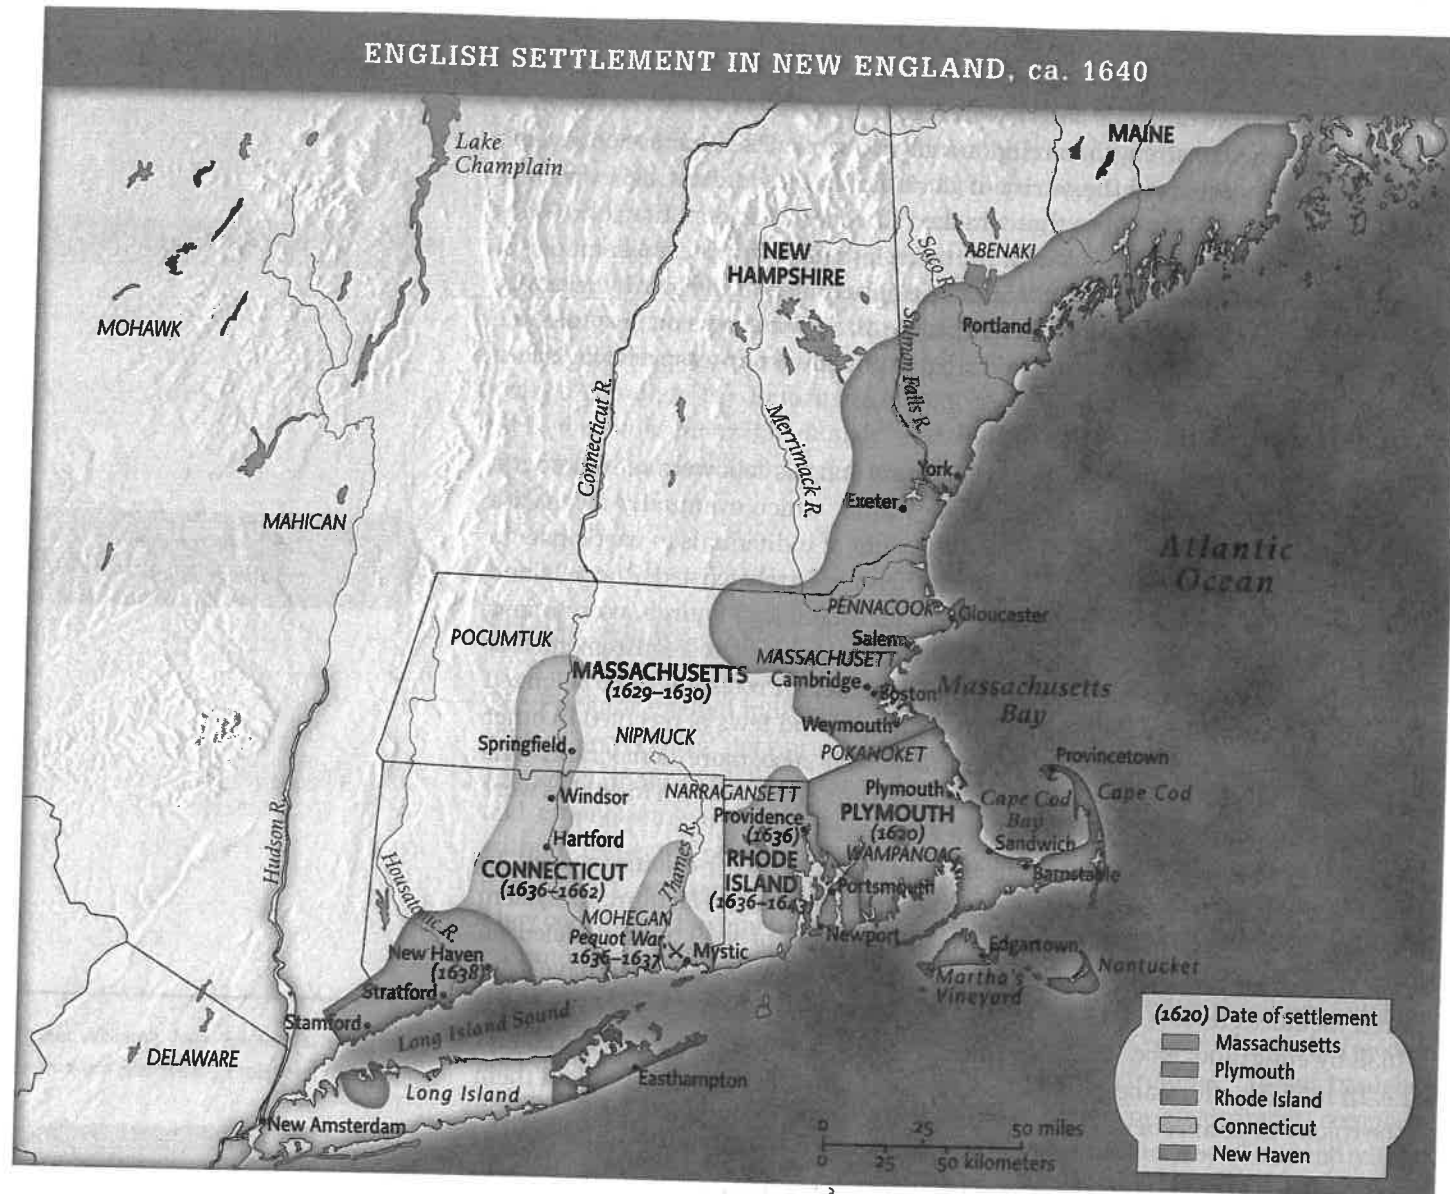 ENGLISH SETTLEMENT IN NEW ENGLAND, ca. 1640
Lake
Champlain
MAINE
NEW
HAMPSHIRE
Saco R.
ABENAKI
MOHAWK
Portland
Connecticut R.
Salmon Falls R.
Merrimack R.
York
Exeter
MAHICAN
Atlantic
Ocean
PENNACOOK
Gloucaster
POCUMTUK
Salem
MASSACHUSETT
MASSACHUSETTS
(1629–1630)
Cambridge
Boston
Massachusetts
Bay
Weymouth
NIPMUCK
Springfield
POKANOKET
Provincetown
Windsor
NARRAGANSETT
Plymouth
Cape Cod
Bay
Cape Cod
Hudson R.
Providence
(1636)
PLYMOUTH
(1620)
Hartford
Thames R.
WAMPANOAG
Sandwich
CONNECTICUT
(1636–1662)
RHODE
ISLAND
(1636–1643)
Portsmouth
Barnstable
Housatonic R.
MOHEGAN
Pequot War
1636–1637
Mystic
Newport
Edgartown
New Haven
(1638)
Martha's
Vineyard
Nantucket
Stratford
Stamford
Long Island Sound
DELAWARE
Long Island
Easthampton
New Amsterdam
0 25 50 miles
0 25 50 kilometers
(1620) Date of settlement
Massachusetts
Plymouth
Rhode Island
Connecticut
New Haven